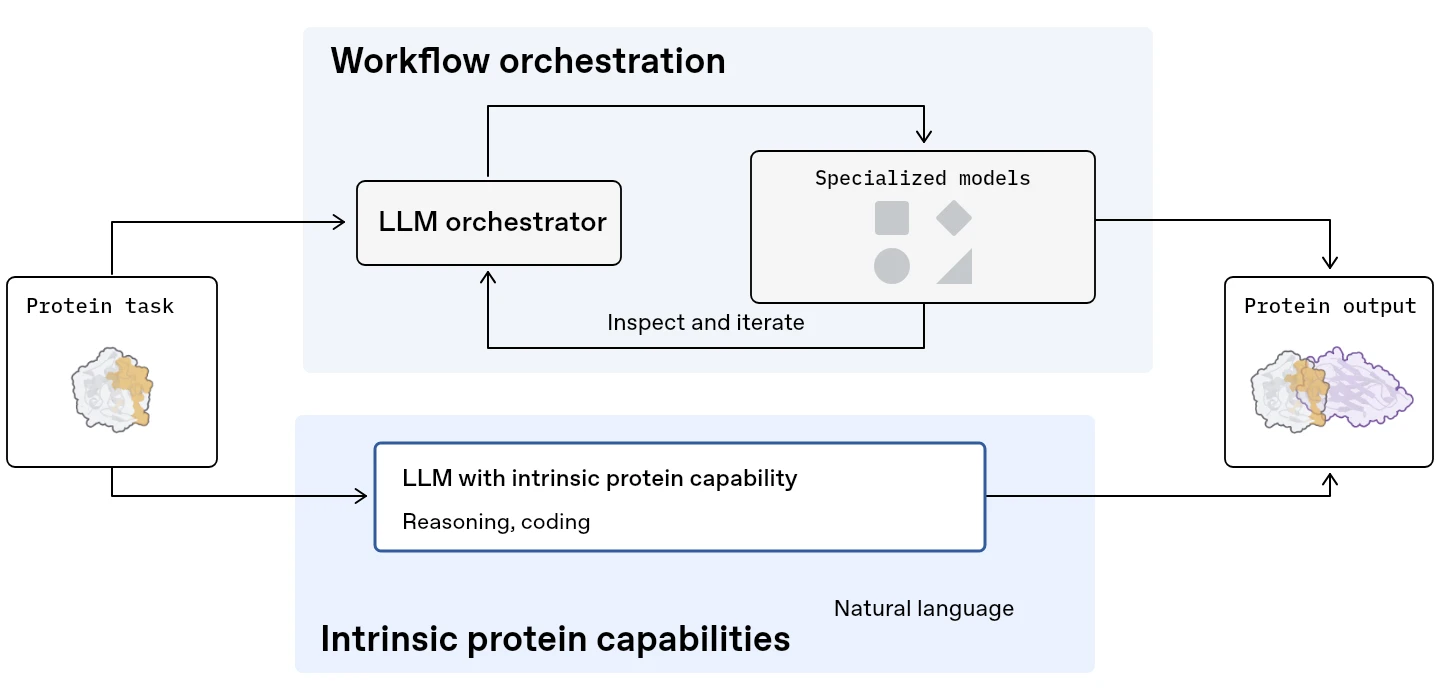 Workflow orchestration
Specialized models
LLM orchestrator
Protein task
Protein output
Inspect and iterate
LLM with intrinsic protein capability
Reasoning, coding
Natural language
Intrinsic protein capabilities